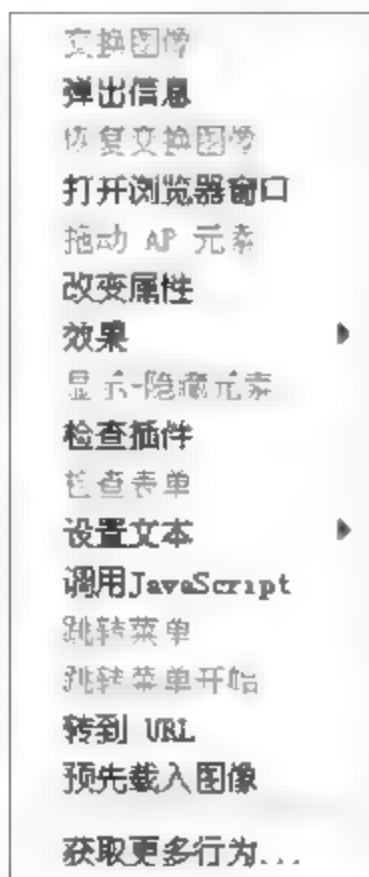 交换图像
弹出信息
恢复交换图像
打开浏览器窗口
拖动 AP 元素
改变属性
效果
显示-隐藏元素
检查插件
检查表单
设置文本
调用JavaScript
跳转菜单
跳转菜单开始
转到 URL
预先载入图像
获取更多行为...